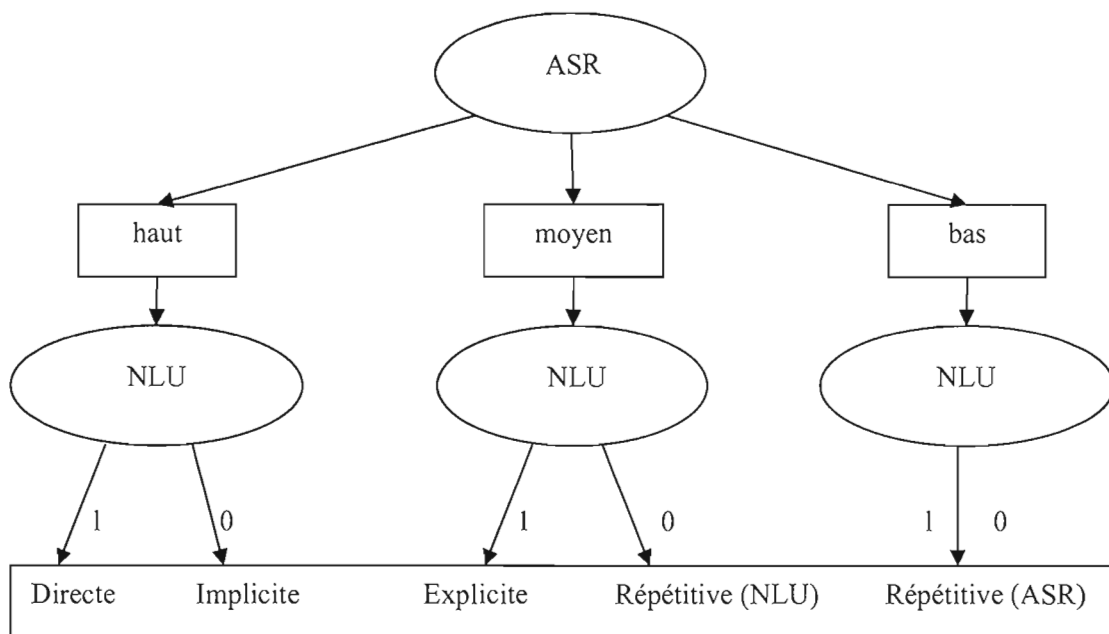 ASR
haut moyen bas
NLU NLU NLU
1 0 1 0 1 0
Directe Implicite Explicite Répétitive (NLU) Répétitive (ASR)